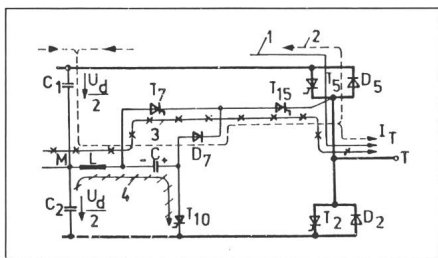 1 2
C1 Ud/2 T7 T15 T5 D5
3
D7 IT
M L - C + T
4
C2 Ud/2 T10 T2 D2